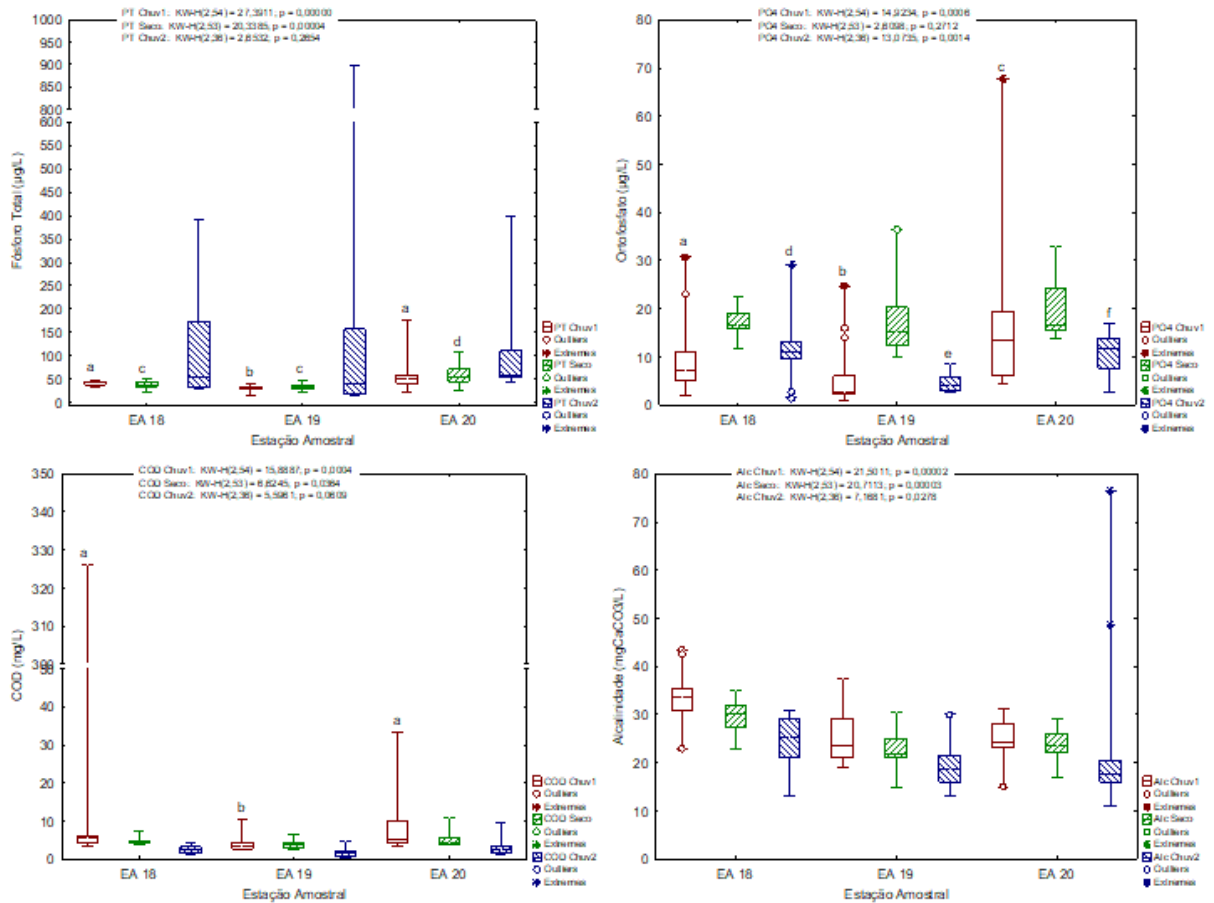 PT Chuv1: KW-H(2,54) = 27,3911; p = 0,00000
PT Seco: KW-H(2,53) = 20,3385; p = 0,00004
PT Chuv2: KW-H(2,36) = 2,6532; p = 0,2654
1000
950
900
850
800
600
550
500
450
400
350
300
250
200
150
100
50
0
Fósforo Total (µg/L)
a
c
b
c
a
d
EA 18
EA 19
EA 20
Estação Amostral
PT Chuv1
Outliers
Extremes
PT Seco
Outliers
Extremes
PT Chuv2
Outliers
Extremes
PO4 Chuv1: KW-H(2,54) = 14,9234; p = 0,0006
PO4 Seco: KW-H(2,53) = 2,6098; p = 0,2712
PO4 Chuv2: KW-H(2,36) = 13,0735; p = 0,0014
80
70
60
50
40
30
20
10
0
Ortofosfato (µg/L)
a
d
b
e
c
f
EA 18
EA 19
EA 20
Estação Amostral
PO4 Chuv1
Outliers
Extremes
PO4 Seco
Outliers
Extremes
PO4 Chuv2
Outliers
Extremes
COD Chuv1: KW-H(2,54) = 15,8887; p = 0,0004
COD Seco: KW-H(2,53) = 6,6245; p = 0,0364
COD Chuv2: KW-H(2,36) = 5,5961; p = 0,0609
350
340
330
320
310
300
50
40
30
20
10
0
COD (mg/L)
a
b
a
EA 18
EA 19
EA 20
Estação Amostral
COD Chuv1
Outliers
Extremes
COD Seco
Outliers
Extremes
COD Chuv2
Outliers
Extremes
Alc Chuv1: KW-H(2,54) = 21,5011; p = 0,00002
Alc Seco: KW-H(2,53) = 20,7113; p = 0,00003
Alc Chuv2: KW-H(2,36) = 7,1681; p = 0,0278
80
70
60
50
40
30
20
10
0
Alcalinidade (mgCaCO3/L)
EA 18
EA 19
EA 20
Estação Amostral
Alc Chuv1
Outliers
Extremes
Alc Seco
Outliers
Extremes
Alc Chuv2
Outliers
Extremes